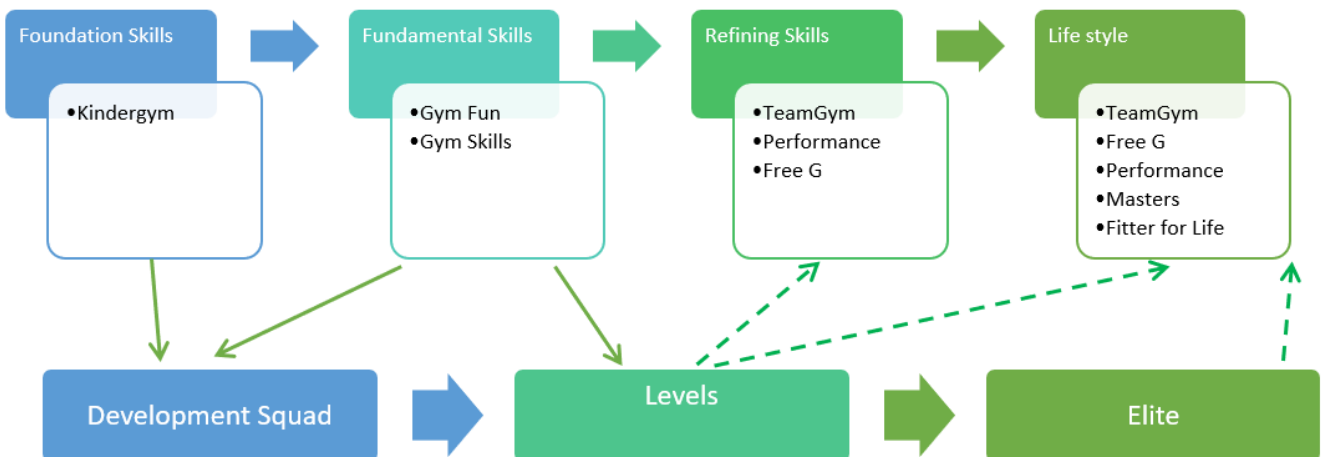 Foundation Skills
•Kindergym
Fundamental Skills
•Gym Fun
•Gym Skills
Refining Skills
•TeamGym
•Performance
•Free G
Life style
•TeamGym
•Free G
•Performance
•Masters
•Fitter for Life
Development Squad
Levels
Elite